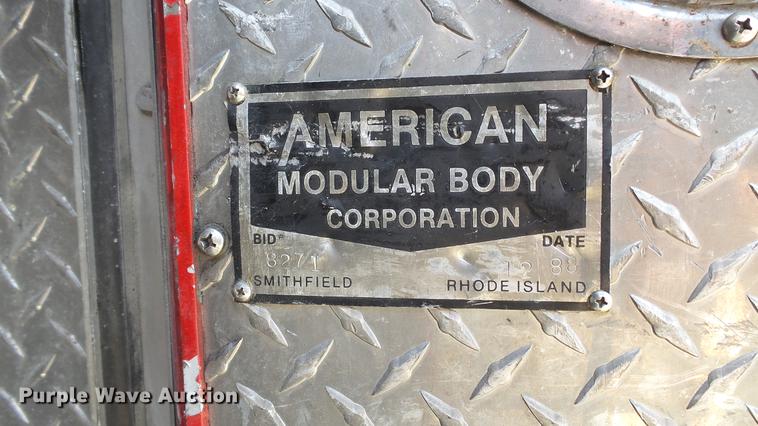 AMERICAN
MODULAR BODY
CORPORATION
BID# DATE
8271 12 88
SMITHFIELD RHODE ISLAND
Purple Wave Auction